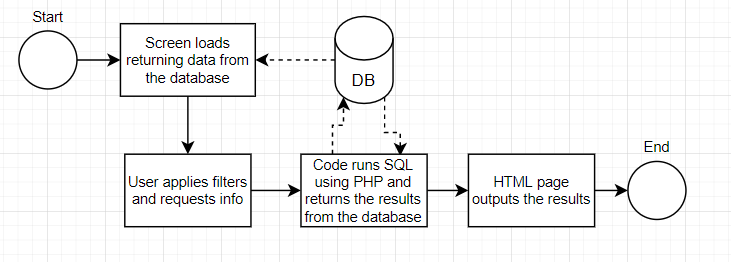 Start
Screen loads
returning data from
the database
DB
User applies filters
and requests info
Code runs SQL
using PHP and
returns the results
from the database
HTML page
outputs the results
End